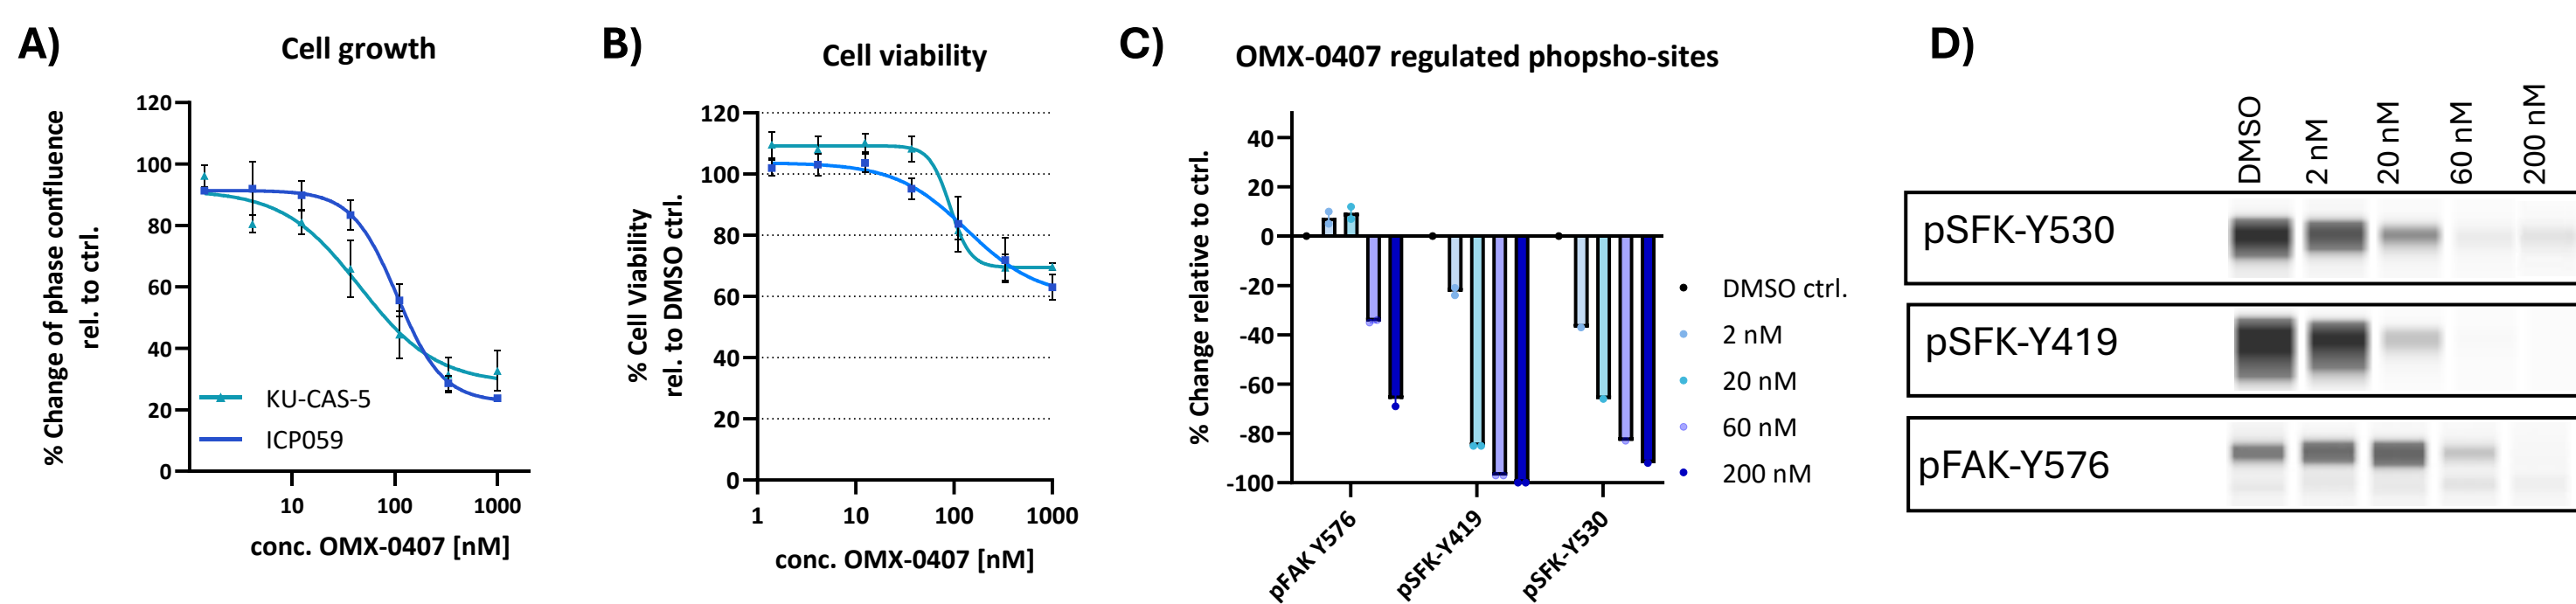 A)
Cell growth
% Change of phase confluence
rel. to ctrl.
120
100
80
60
40
20
0
KU-CAS-5
ICP059
10
100
1000
conc. OMX-0407 [nM]
B)
Cell viability
% Cell Viability
rel. to DMSO ctrl.
120
100
80
60
40
20
0
1
10
100
1000
conc. OMX-0407 [nM]
C)
OMX-0407 regulated phopsho-sites
% Change relative to ctrl.
40
20
0
-20
-40
-60
-80
-100
pFAK Y576
pSFK-Y419
pSFK-Y530
DMSO ctrl.
2 nM
20 nM
60 nM
200 nM
D)
DMSO
2 nM
20 nM
60 nM
200 nM
pSFK-Y530
pSFK-Y419
pFAK-Y576